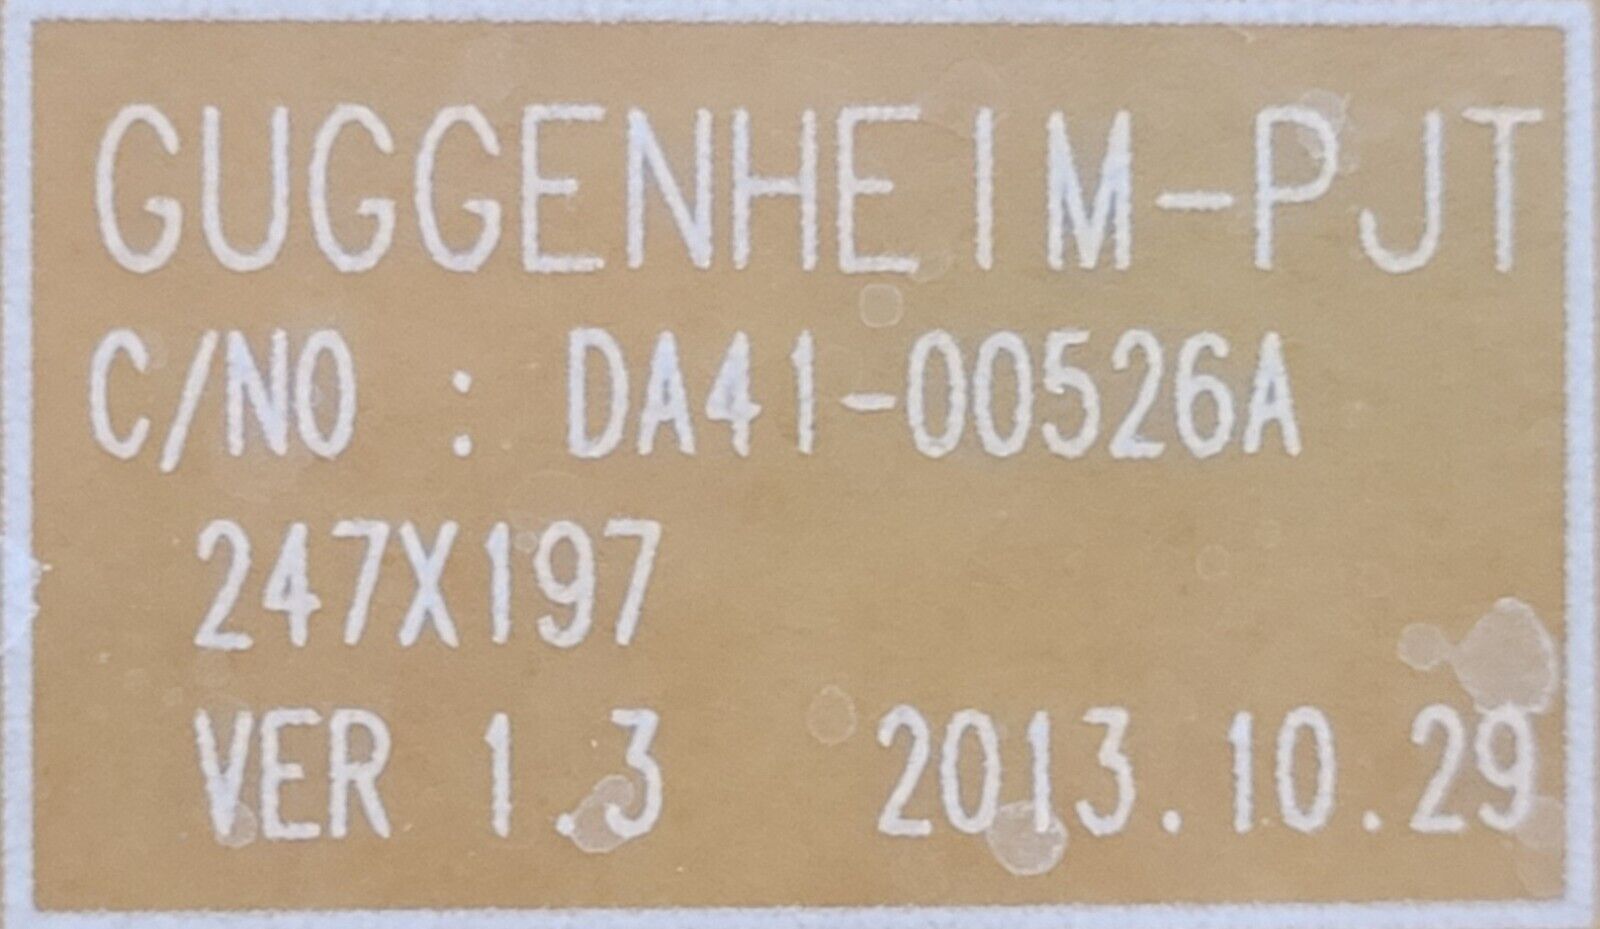 GUGGENHEIM-PJT
C/NO : DA41-00526A
247X197
VER 1.3 2013.10.29